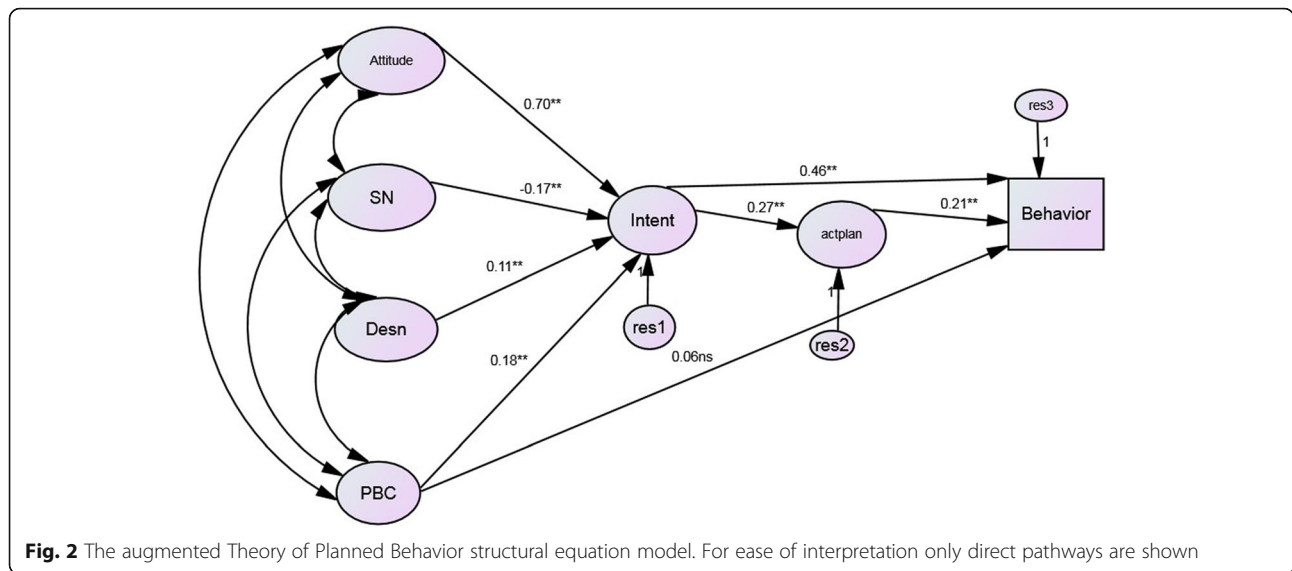 Attitude
res3
0.70**
1
0.46**
SN
-0.17**
Intent
0.27**
actplan
0.21**
Behavior
0.11**
1
Desn
res1
1
res2
0.18**
0.06ns
PBC
Fig. 2 The augmented Theory of Planned Behavior structural equation model. For ease of interpretation only direct pathways are shown